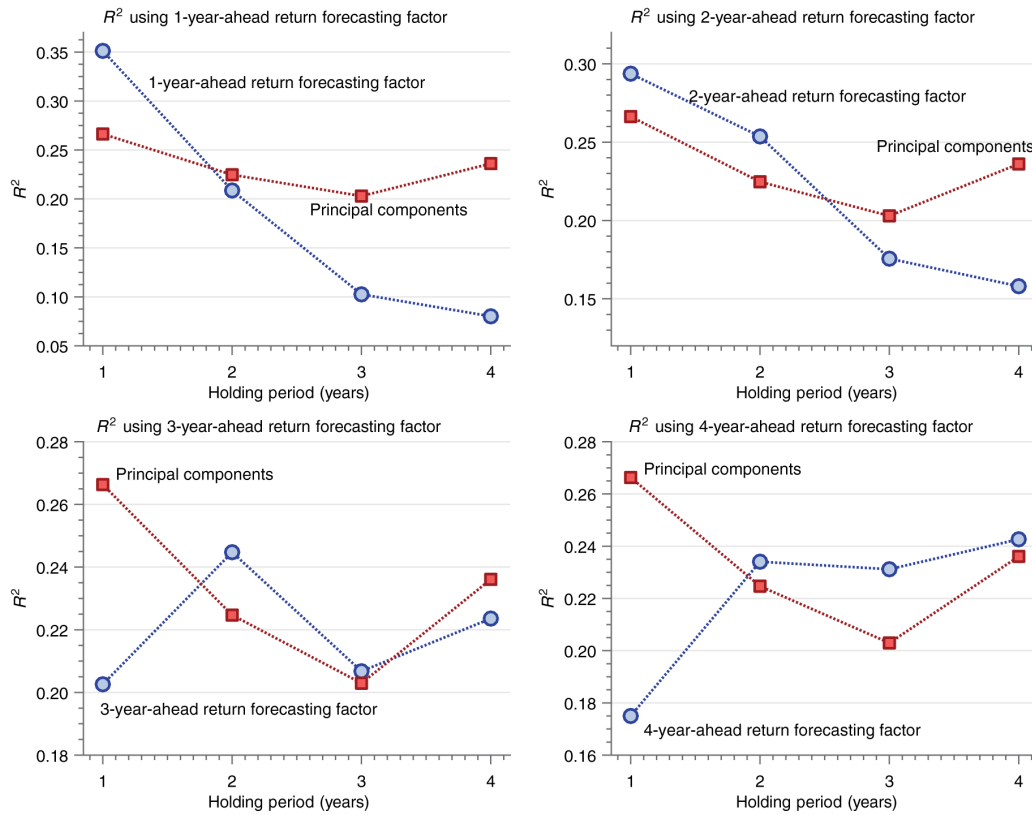 R² using 1-year-ahead return forecasting factor
0.35
0.30
0.25
0.20
0.15
0.10
0.05
R²
1-year-ahead return forecasting factor
Principal components
1 2 3 4
Holding period (years)
R² using 2-year-ahead return forecasting factor
0.30
0.25
0.20
0.15
R²
2-year-ahead return forecasting factor
Principal components
1 2 3 4
Holding period (years)
R² using 3-year-ahead return forecasting factor
0.28
0.26
0.24
0.22
0.20
0.18
R²
Principal components
3-year-ahead return forecasting factor
1 2 3 4
Holding period (years)
R² using 4-year-ahead return forecasting factor
0.28
0.26
0.24
0.22
0.20
0.18
0.16
R²
Principal components
4-year-ahead return forecasting factor
1 2 3 4
Holding period (years)